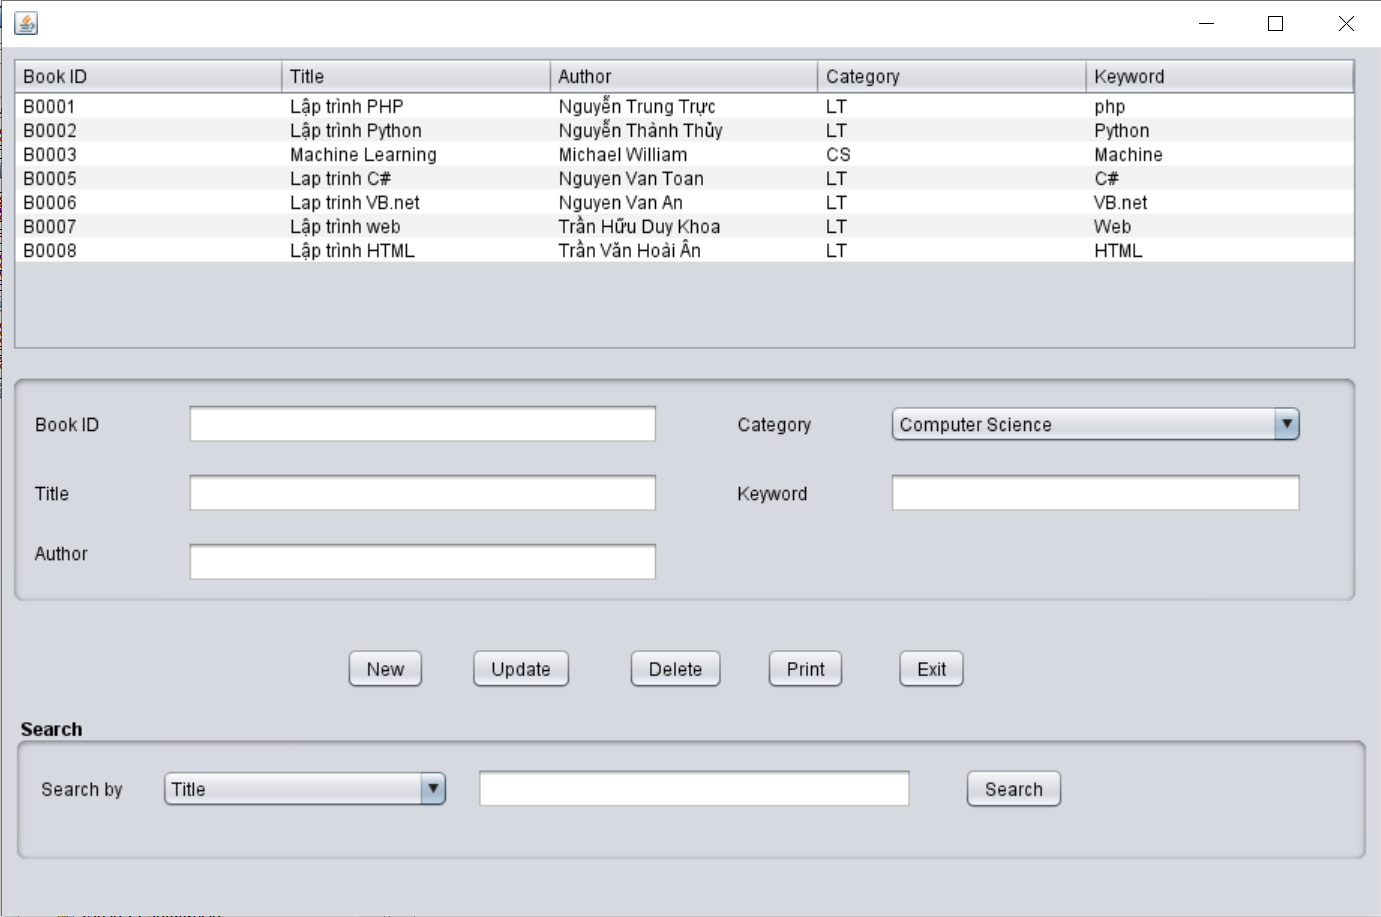 Book ID Title Author Category Keyword
B0001 Lập trình PHP Nguyễn Trung Trực LT php
B0002 Lập trình Python Nguyễn Thành Thủy LT Python
B0003 Machine Learning Michael William CS Machine
B0005 Lap trinh C# Nguyen Van Toan LT C#
B0006 Lap trinh VB.net Nguyen Van An LT VB.net
B0007 Lập trình web Trần Hữu Duy Khoa LT Web
B0008 Lập trình HTML Trần Văn Hoài Ân LT HTML
Book ID Category Computer Science
Title Keyword
Author
New Update Delete Print Exit
Search
Search by Title Search